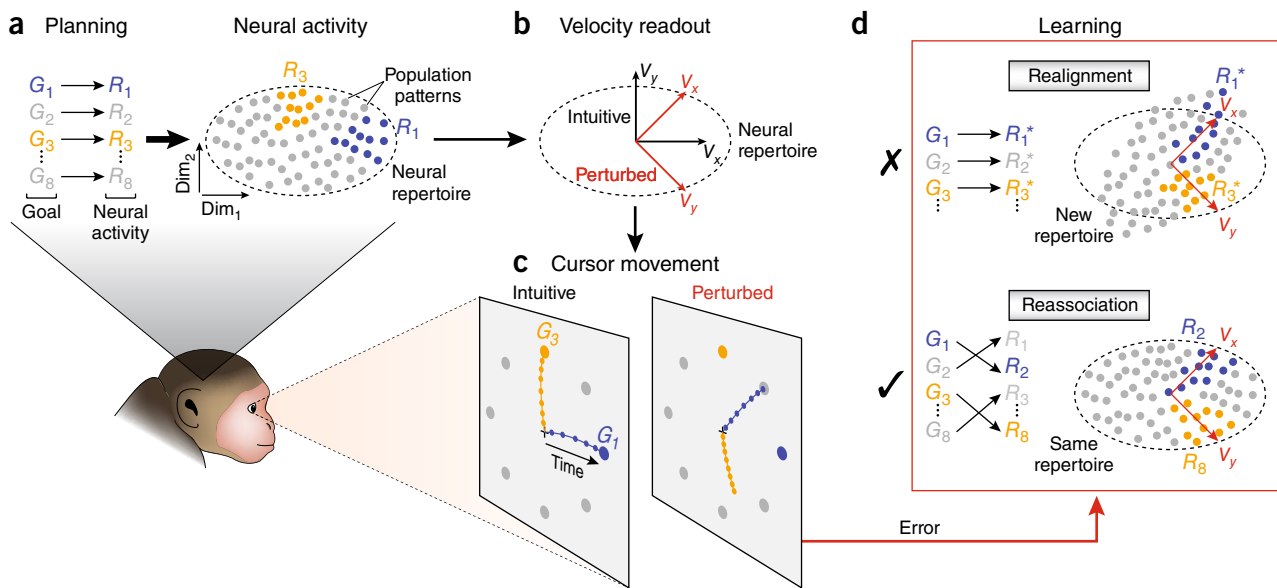 a Planning
Neural activity
G1 → R1
G2 → R2
G3 → R3
G8 → R8
Goal
Neural
activity
Dim2
Dim1
R3
Population
patterns
R1
Neural
repertoire
b Velocity readout
Vy
Vx
Intuitive
Vx
Neural
repertoire
Perturbed
Vy
c Cursor movement
Intuitive
Perturbed
G3
G1
Time
d Learning
Realignment
R1*
Vx
✗
G1 → R1*
G2 → R2*
G3 → R3*
R3*
Vy
New
repertoire
Reassociation
R2
Vx
✓
G1 R1
G2 R2
G3 R3
G8 R8
Same
repertoire
R8
Vy
Error